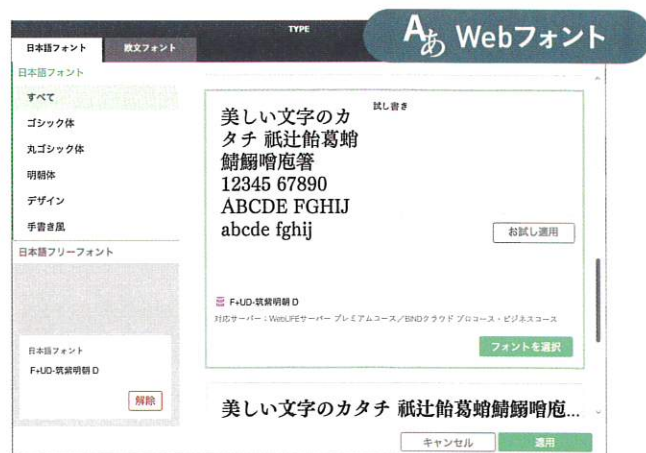 TYPE
Aあ Webフォント
日本語フォント
欧文フォント
日本語フォント
すべて
ゴシック体
丸ゴシック体
明朝体
デザイン
手書き風
日本語フリーフォント
日本語フォント
F+UD-筑紫明朝 D
解除
試し書き
美しい文字のカ
タチ 祇辻飴葛蛸
鯖鰯噌庖箸
12345 67890
ABCDE FGHIJ
abcde fghij
お試し適用
F+UD-筑紫明朝 D
対応サーバー：WebLiFEサーバー プレミアムコース／BiNDクラウド プロコース・ビジネスコース
フォントを選択
美しい文字のカタチ 祇辻飴葛蛸鯖鰯噌庖...
キャンセル
適用